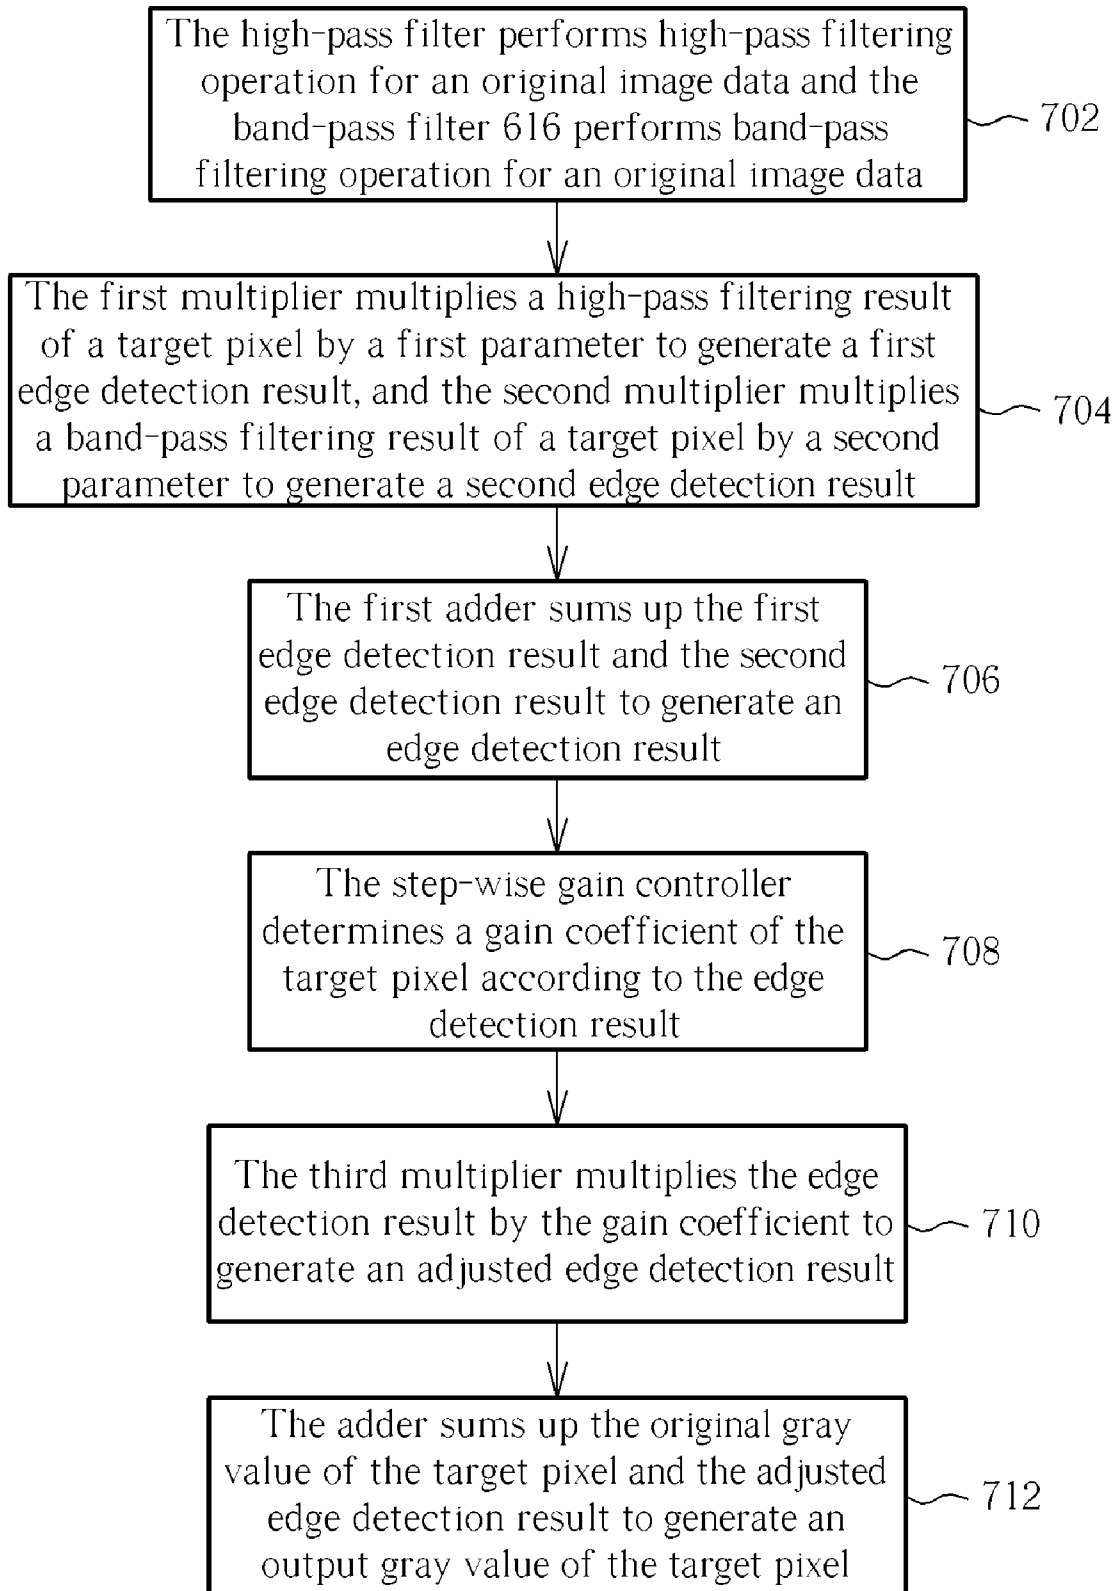 The high-pass filter performs high-pass filtering
operation for an original image data and the
band-pass filter 616 performs band-pass
filtering operation for an original image data
702
The first multiplier multiplies a high-pass filtering result
of a target pixel by a first parameter to generate a first
edge detection result, and the second multiplier multiplies
a band-pass filtering result of a target pixel by a second
parameter to generate a second edge detection result
704
The first adder sums up the first
edge detection result and the second
edge detection result to generate an
edge detection result
706
The step-wise gain controller
determines a gain coefficient of the
target pixel according to the edge
detection result
708
The third multiplier multiplies the edge
detection result by the gain coefficient to
generate an adjusted edge detection result
710
The adder sums up the original gray
value of the target pixel and the adjusted
edge detection result to generate an
output gray value of the target pixel
712